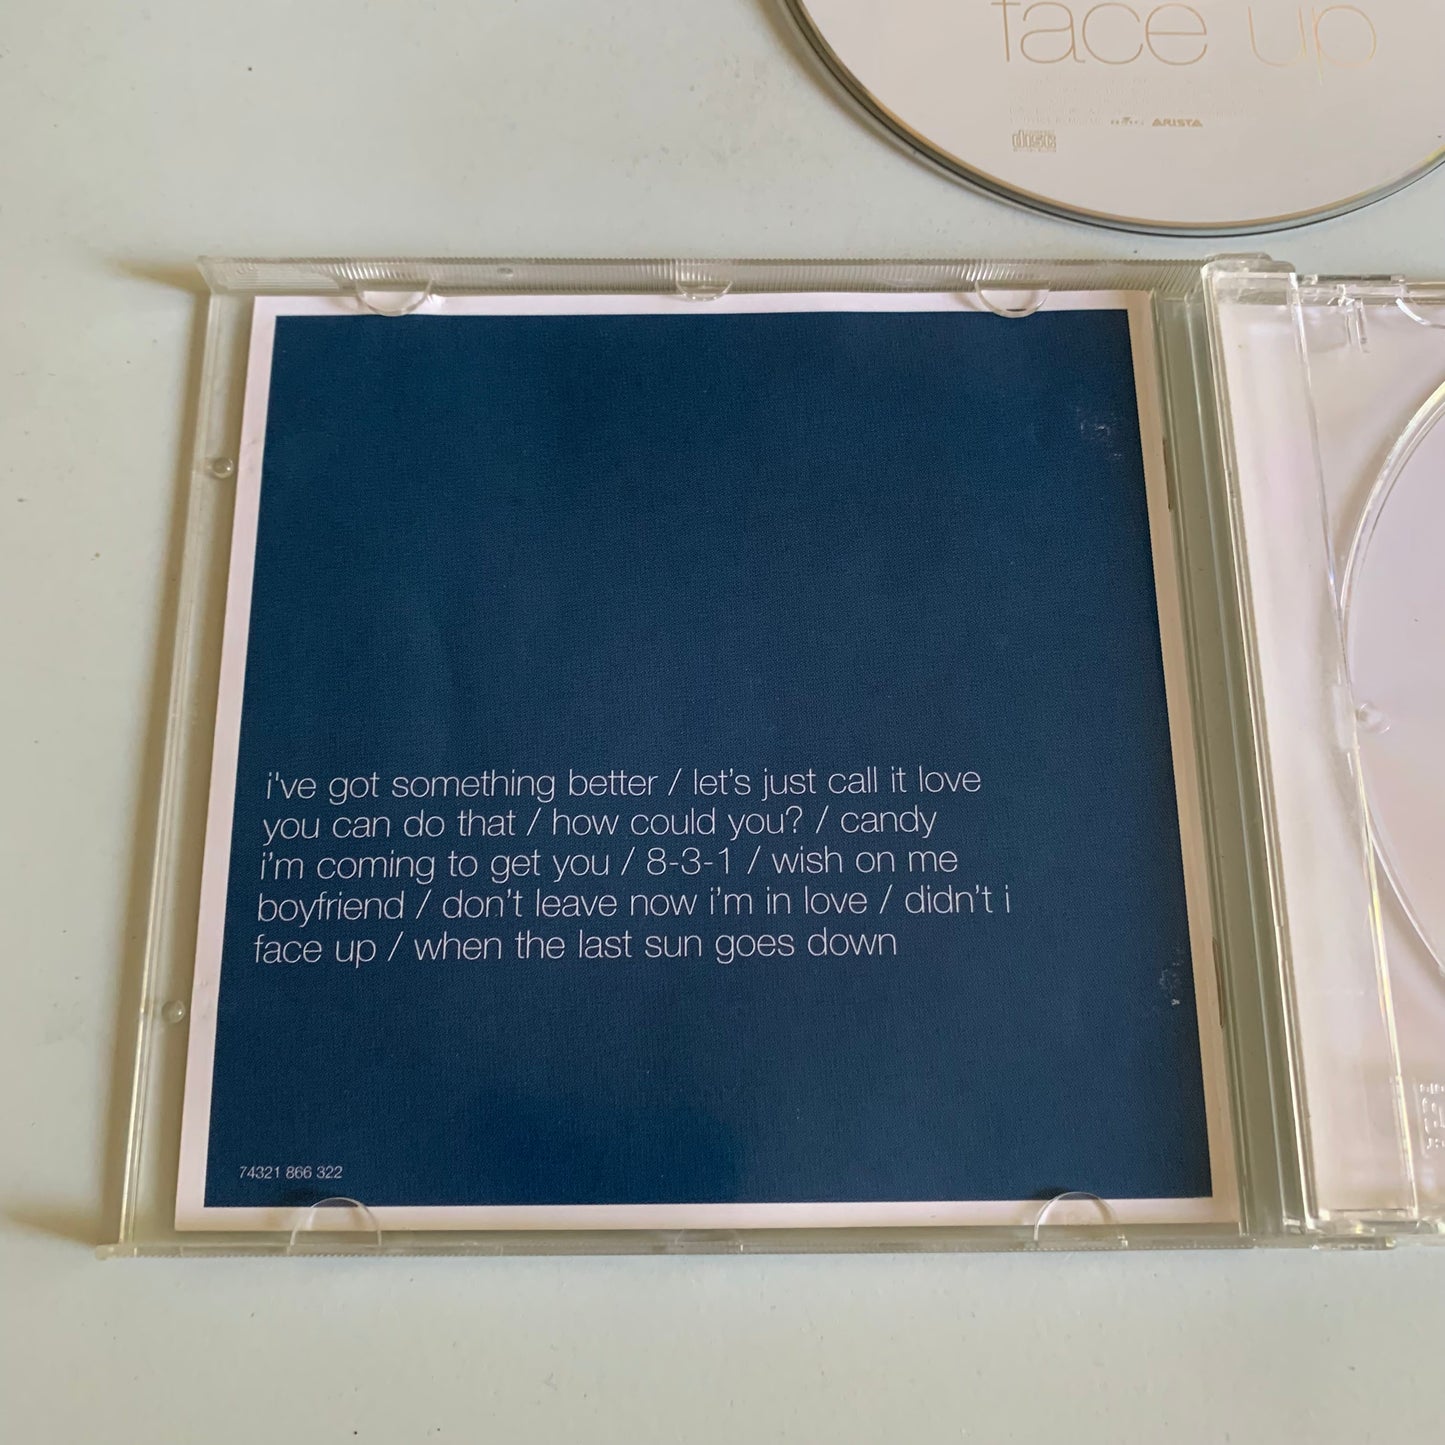 face up
ARISTA
disc
i've got something better / let's just call it love
you can do that / how could you? / candy
i'm coming to get you / 8-3-1 / wish on me
boyfriend / don't leave now i'm in love / didn't i
face up / when the last sun goes down
74321 866 322